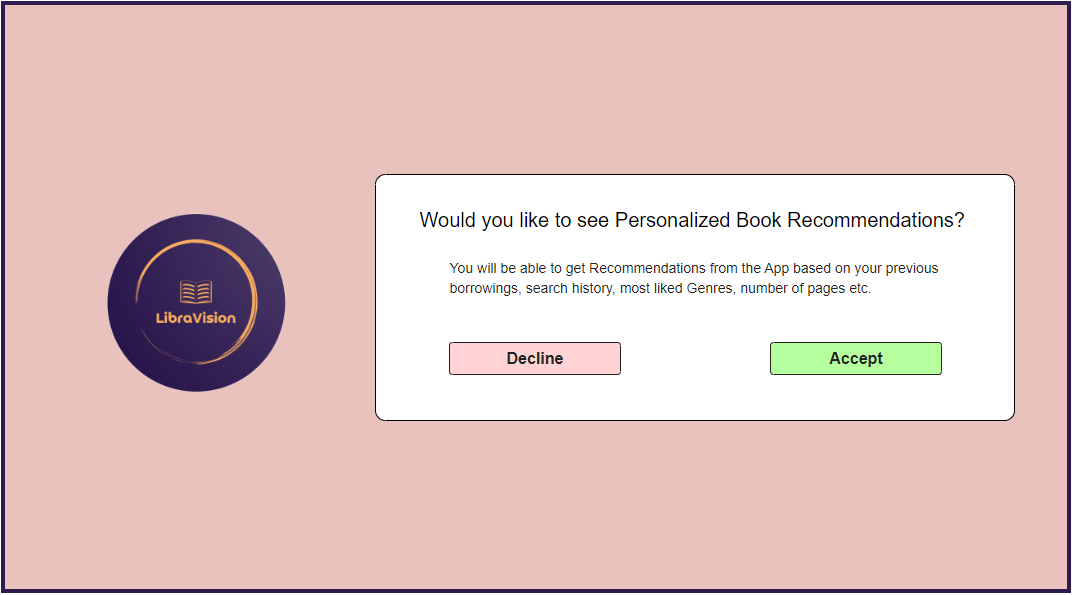 LibraVision
Would you like to see Personalized Book Recommendations?
You will be able to get Recommendations from the App based on your previous
borrowings, search history, most liked Genres, number of pages etc.
Decline
Accept